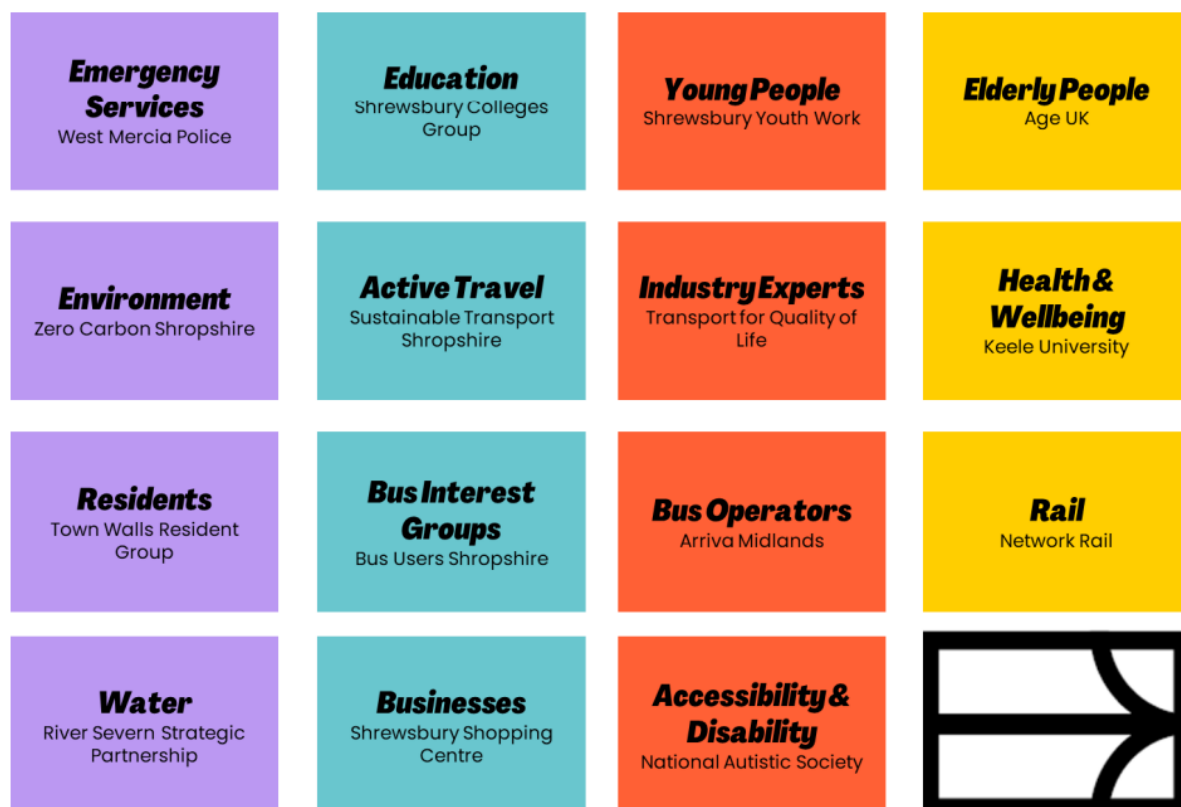 Emergency
Services
West Mercia Police
Education
Shrewsbury Colleges
Group
Young People
Shrewsbury Youth Work
Elderly People
Age UK
Environment
Zero Carbon Shropshire
Active Travel
Sustainable Transport
Shropshire
Industry Experts
Transport for Quality of
Life
Health &
Wellbeing
Keele University
Residents
Town Walls Resident
Group
Bus Interest
Groups
Bus Users Shropshire
Bus Operators
Arriva Midlands
Rail
Network Rail
Water
River Severn Strategic
Partnership
Businesses
Shrewsbury Shopping
Centre
Accessibility &
Disability
National Autistic Society